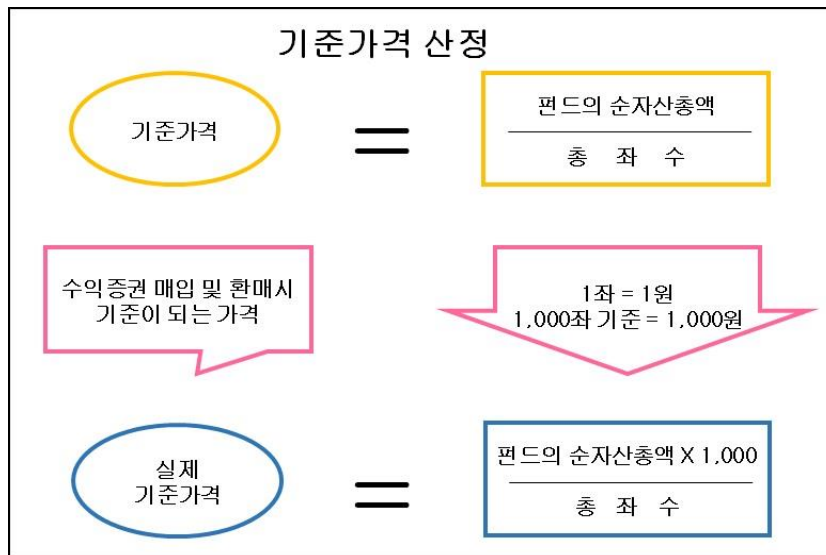 기준가격 산정
기준가격
=
펀드의 순자산총액
총 좌 수
수익증권 매입 및 환매시
기준이 되는 가격
1좌 = 1원
1,000좌 기준 = 1,000원
실제
기준가격
=
펀드의 순자산총액 X 1,000
총 좌 수